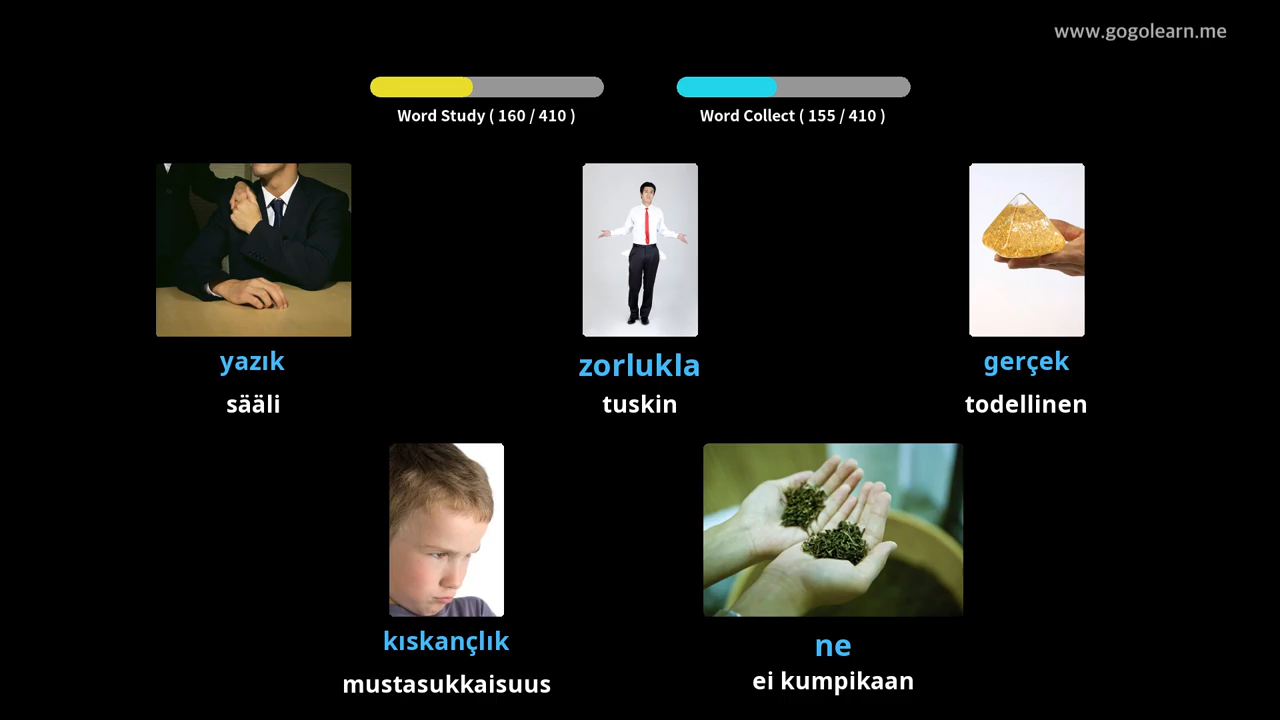 www.gogolearn.me
Word Study ( 160 / 410 )
Word Collect ( 155 / 410 )
yazık
sääli
zorlukla
tuskin
gerçek
todellinen
kıskançlık
mustasukkaisuus
ne
ei kumpikaan